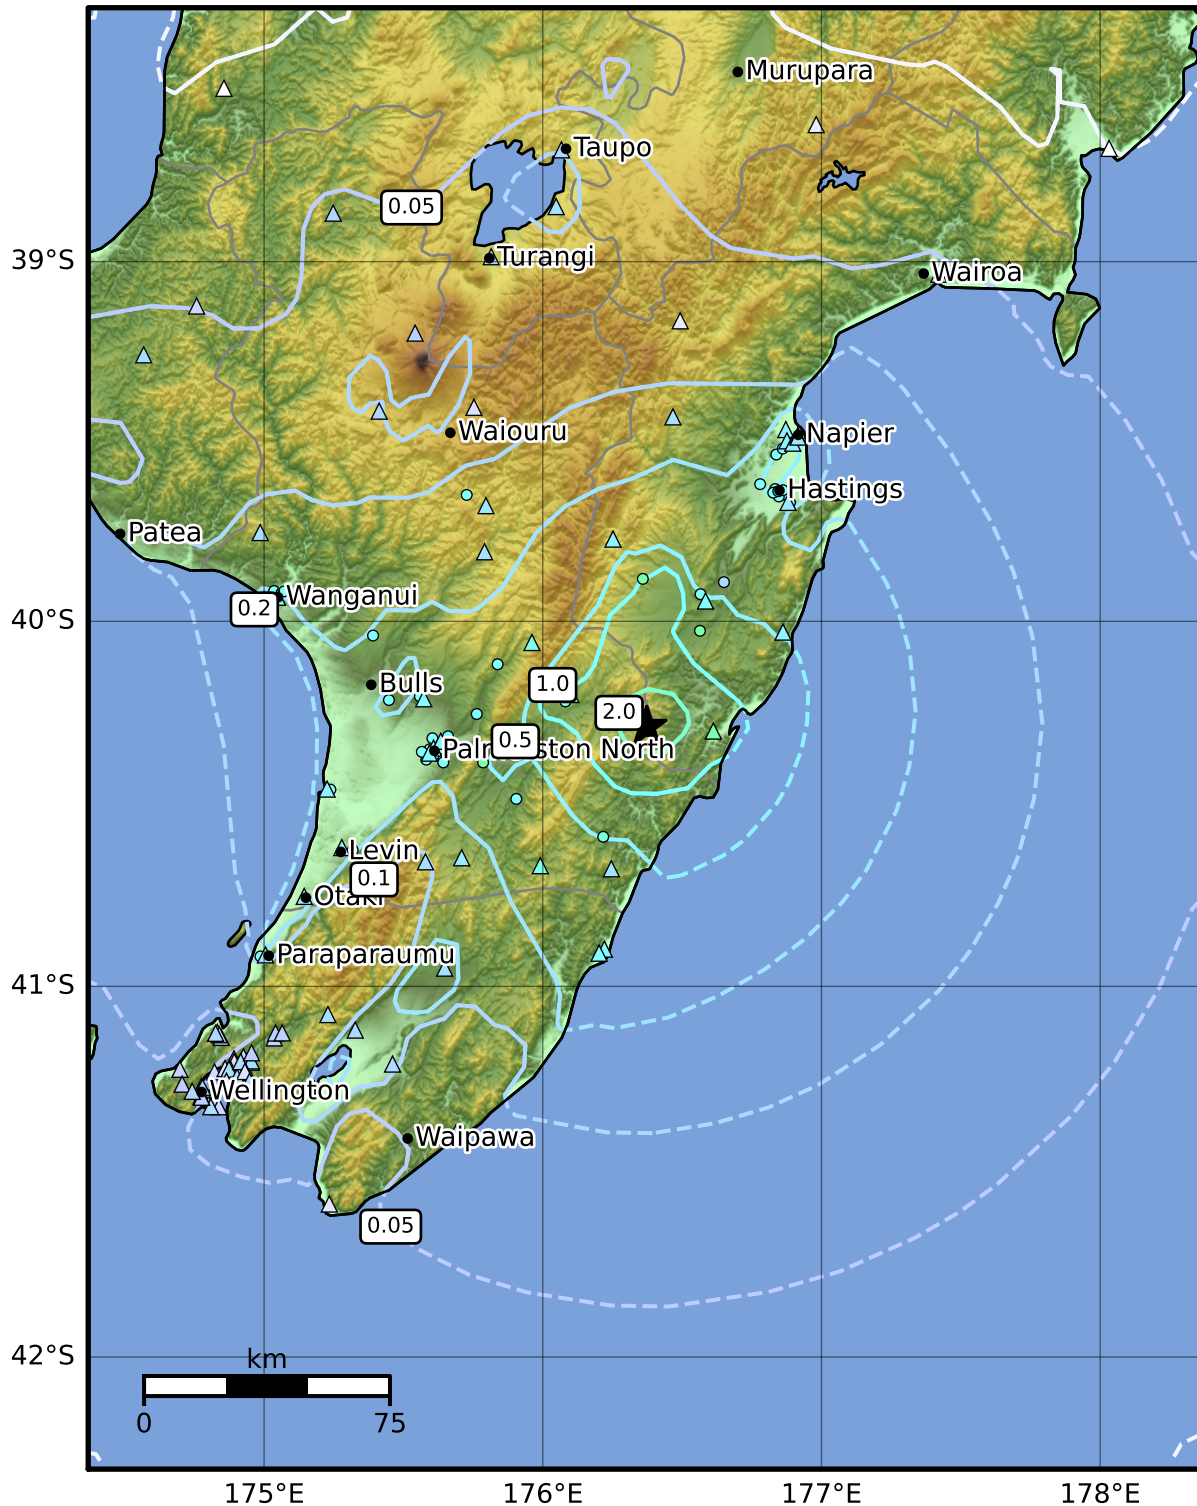 Murupara
Taupo
0.05
39°S
Turangi
Wairoa
Waiouru
Napier
Hastings
Patea
Wanganui
0.2
40°S
Bulls
1.0
2.0
0.5
Palmerston North
Levin
0.1
Otaki
Paraparaumu
41°S
Wellington
Waipawa
0.05
42°S
km
0
75
175°E
176°E
177°E
178°E